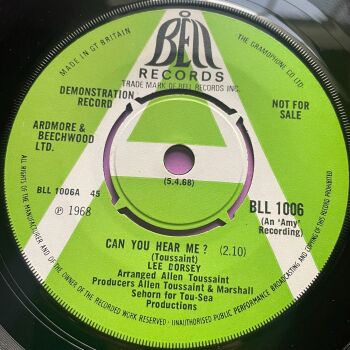 BELL
RECORDS
TRADE MARK OF BELL RECORDS INC.
MADE IN GT BRITAIN
THE GRAMOPHONE CO LTD
DEMONSTRATION
RECORD
NOT FOR
SALE
ARDMORE &
BEECHWOOD
LTD.
(5.4.68)
BLL 1006A 45
BLL 1006
(An 'Amy'
Recording)
℗ 1968
CAN YOU HEAR ME? (2.10)
(Toussaint)
LEE DORSEY
Arranged Allen Toussaint
Producers Allen Toussaint & Marshall
Sehorn for Tou-Sea
Productions
ALL RIGHTS OF THE MANUFACTURER AND OF THE OWNER OF THE RECORDED WORK RESERVED · UNAUTHORISED PUBLIC PERFORMANCE BROADCASTING AND COPYING OF THIS RECORD PROHIBITED